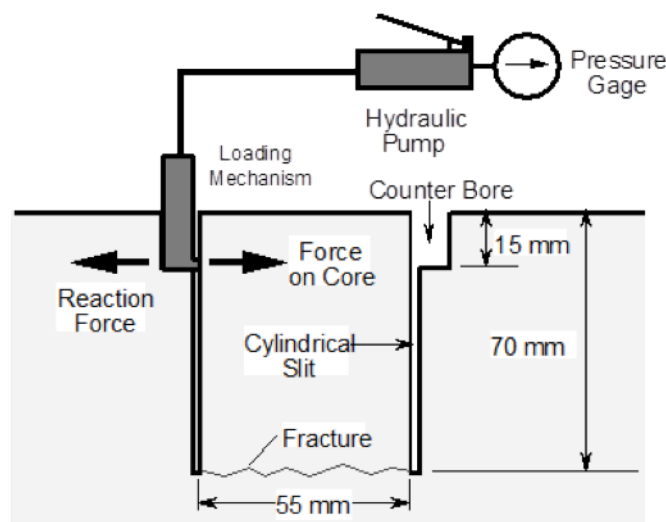 Pressure
Gage
Hydraulic
Pump
Loading
Mechanism
Counter Bore
15 mm
Force
on Core
Reaction
Force
Cylindrical
Slit
70 mm
Fracture
55 mm